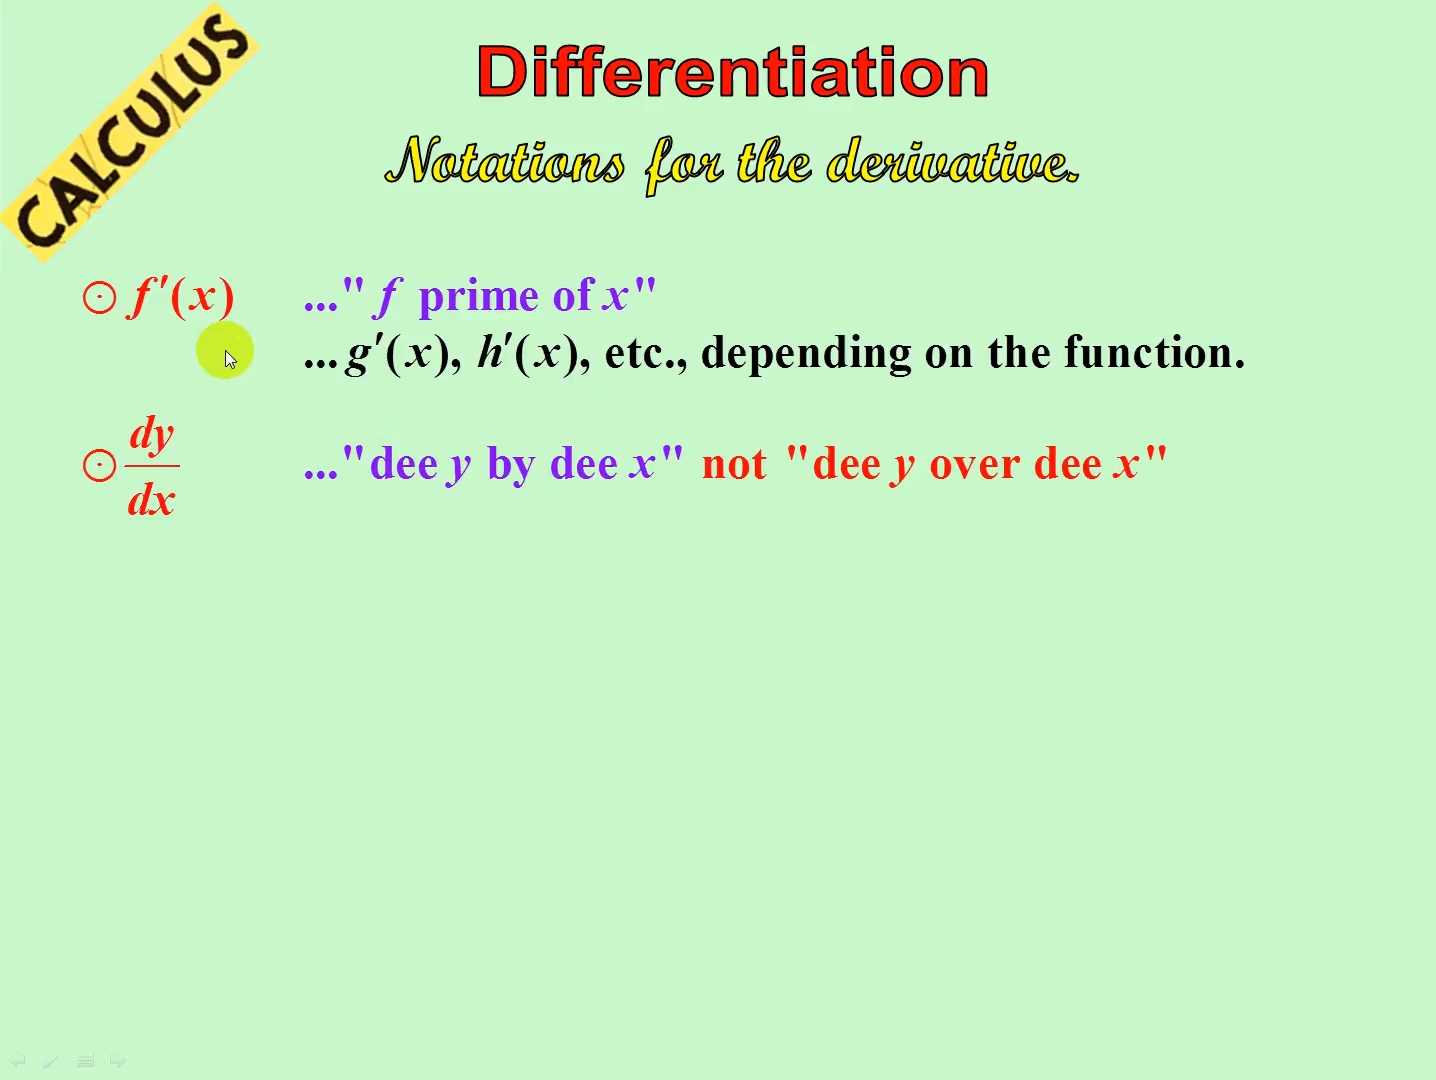 CALCULUS
Differentiation
Notations for the derivative.
⊙ f′(x) ..." f prime of x"
... g′(x), h′(x), etc., depending on the function.
⊙ dy/dx ..."dee y by dee x" not "dee y over dee x"